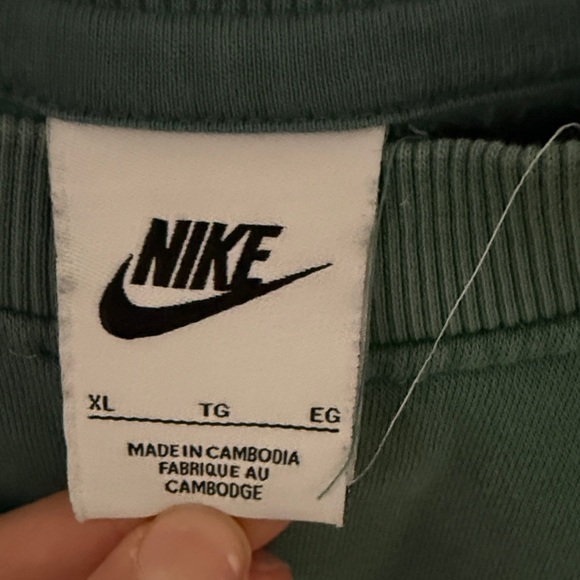 NIKE
XL TG EG
MADE IN CAMBODIA
FABRIQUE AU
CAMBODGE